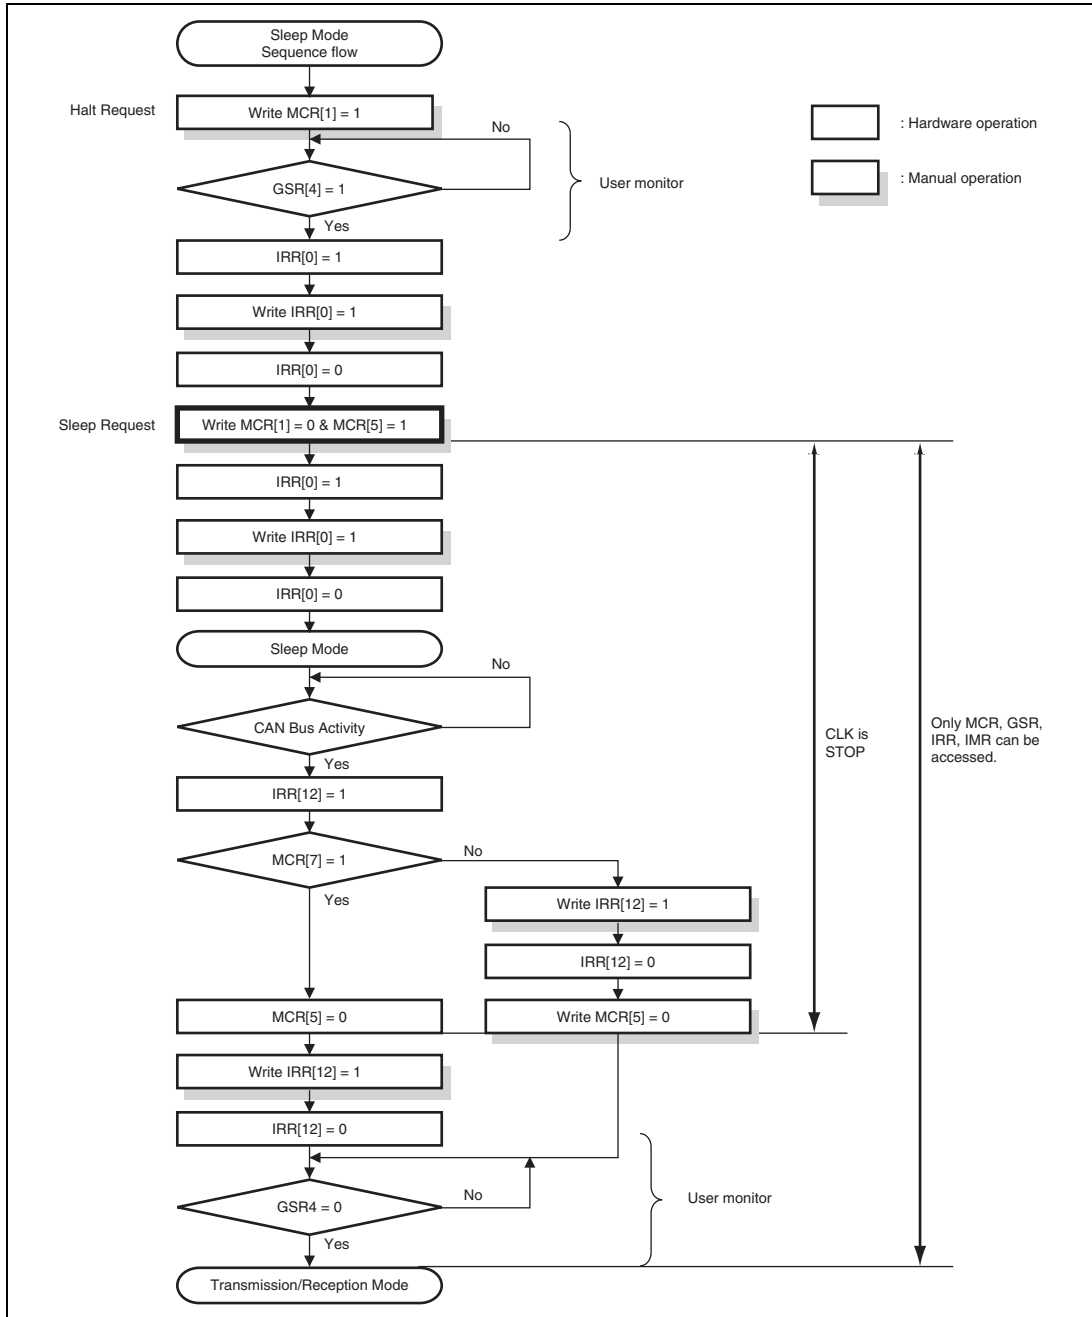 Sleep Mode
Sequence flow
Halt Request
Write MCR[1] = 1
: Hardware operation
No
GSR[4] = 1
User monitor
: Manual operation
Yes
IRR[0] = 1
Write IRR[0] = 1
IRR[0] = 0
Sleep Request
Write MCR[1] = 0 & MCR[5] = 1
IRR[0] = 1
Write IRR[0] = 1
IRR[0] = 0
Sleep Mode
No
CAN Bus Activity
Yes
CLK is
STOP
Only MCR, GSR,
IRR, IMR can be
accessed.
IRR[12] = 1
MCR[7] = 1
No
Yes
Write IRR[12] = 1
IRR[12] = 0
MCR[5] = 0
Write MCR[5] = 0
Write IRR[12] = 1
IRR[12] = 0
GSR4 = 0
No
User monitor
Yes
Transmission/Reception Mode